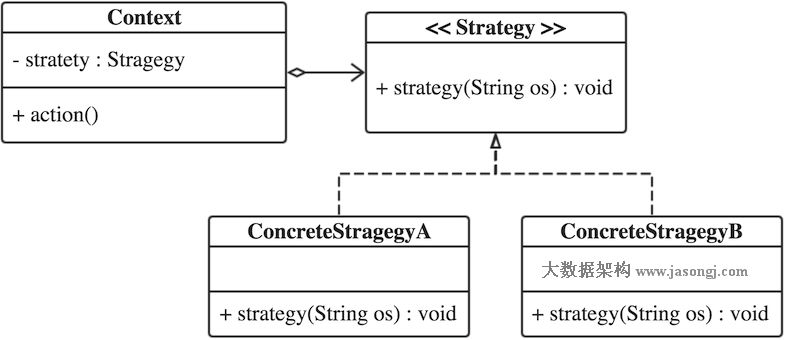 Context
- stratety : Stragegy
+ action()
<< Strategy >>
+ strategy(String os) : void
ConcreteStragegyA
+ strategy(String os) : void
ConcreteStragegyB
大数据架构 www.jasongj.com
+ strategy(String os) : void